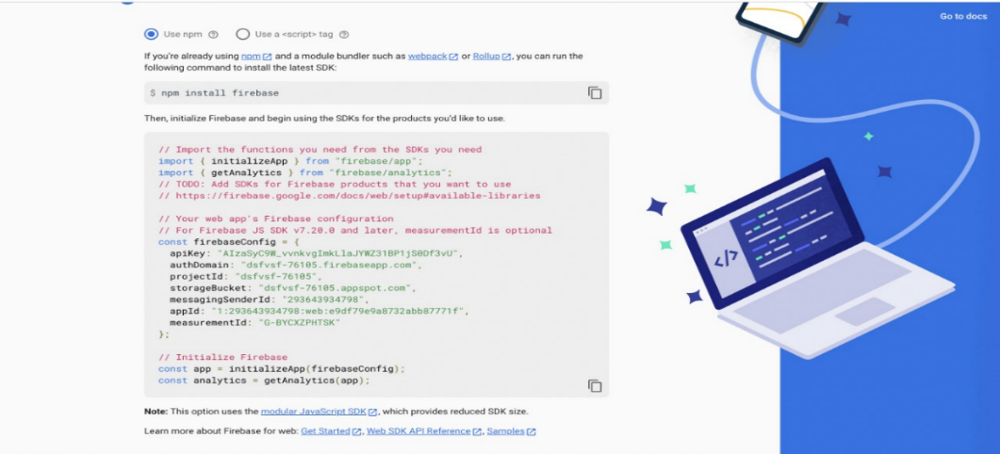 Go to docs
Use npm Use a <script> tag
If you're already using npm and a module bundler such as webpack or Rollup, you can run the
following command to install the latest SDK:
$ npm install firebase
Then, initialize Firebase and begin using the SDKs for the products you'd like to use.
// Import the functions you need from the SDKs you need
import { initializeApp } from "firebase/app";
import { getAnalytics } from "firebase/analytics";
// TODO: Add SDKs for Firebase products that you want to use
// https://firebase.google.com/docs/web/setup#available-libraries
// Your web app's Firebase configuration
// For Firebase JS SDK v7.20.0 and later, measurementId is optional
const firebaseConfig = {
apiKey: "AIzaSyC9W_vvnkvgImkLlaJYWZ31BP1jS0Df3vU",
authDomain: "dsfvsf-76105.firebaseapp.com",
projectId: "dsfvsf-76105",
storageBucket: "dsfvsf-76105.appspot.com",
messagingSenderId: "293643934798",
appId: "1:293643934798:web:e9df79e9a8732abb87771f",
measurementId: "G-BYCXZPHTSK"
};
// Initialize Firebase
const app = initializeApp(firebaseConfig);
const analytics = getAnalytics(app);
Note: This option uses the modular JavaScript SDK, which provides reduced SDK size.
Learn more about Firebase for web: Get Started, Web SDK API Reference, Samples